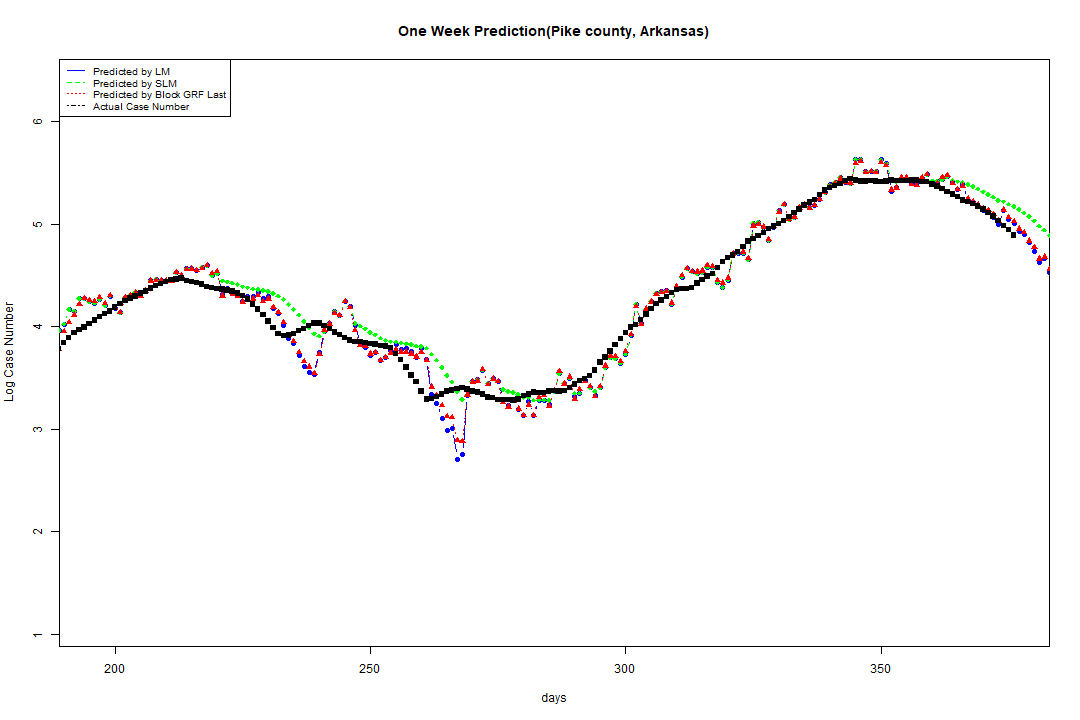 One Week Prediction(Pike county, Arkansas)
Predicted by LM
Predicted by SLM
Predicted by Block GRF Last
Actual Case Number
6
5
4
3
2
1
Log Case Number
200
250
300
350
days